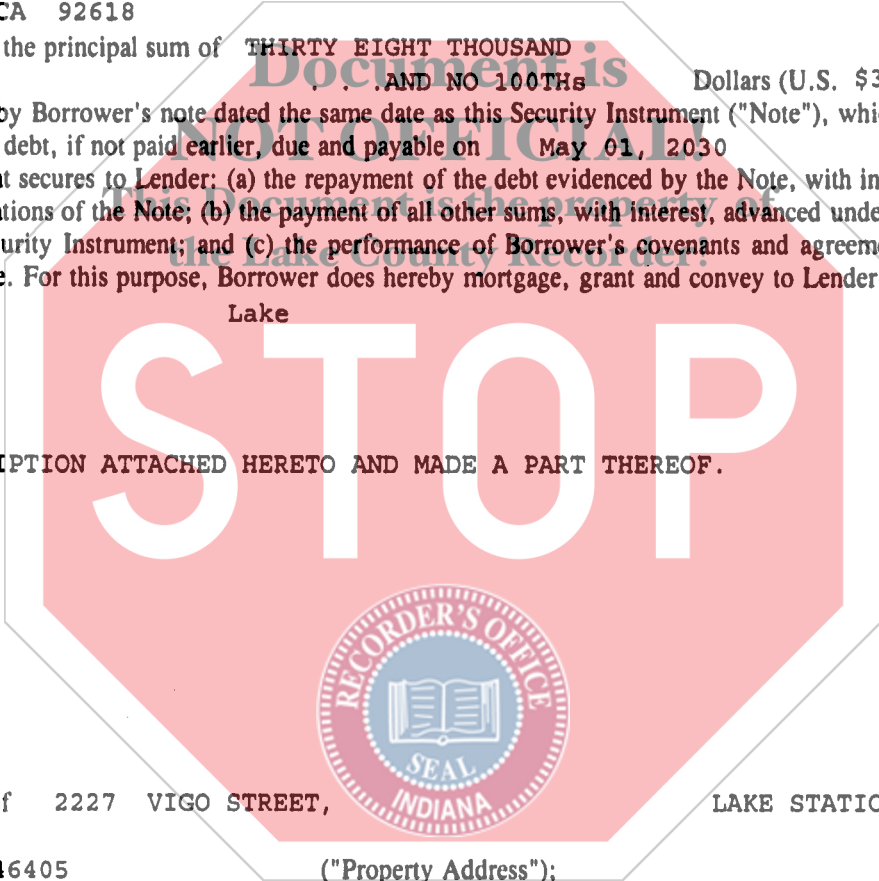 CA 92618
the principal sum of THIRTY EIGHT THOUSAND
. . .AND NO 100THs Dollars (U.S. $3
by Borrower's note dated the same date as this Security Instrument ("Note"), whic
debt, if not paid earlier, due and payable on May 01, 2030
t secures to Lender: (a) the repayment of the debt evidenced by the Note, with in
tions of the Note; (b) the payment of all other sums, with interest, advanced unde
urity Instrument; and (c) the performance of Borrower's covenants and agreeme
e. For this purpose, Borrower does hereby mortgage, grant and convey to Lender
Lake
Document is
NOT OFFICIAL!
This Document is the property of
the Lake County Recorder!
STOP
IPTION ATTACHED HERETO AND MADE A PART THEREOF.
RECORDER'S OFFICE
SEAL
INDIANA
f 2227 VIGO STREET, LAKE STATIO
46405 ("Property Address");